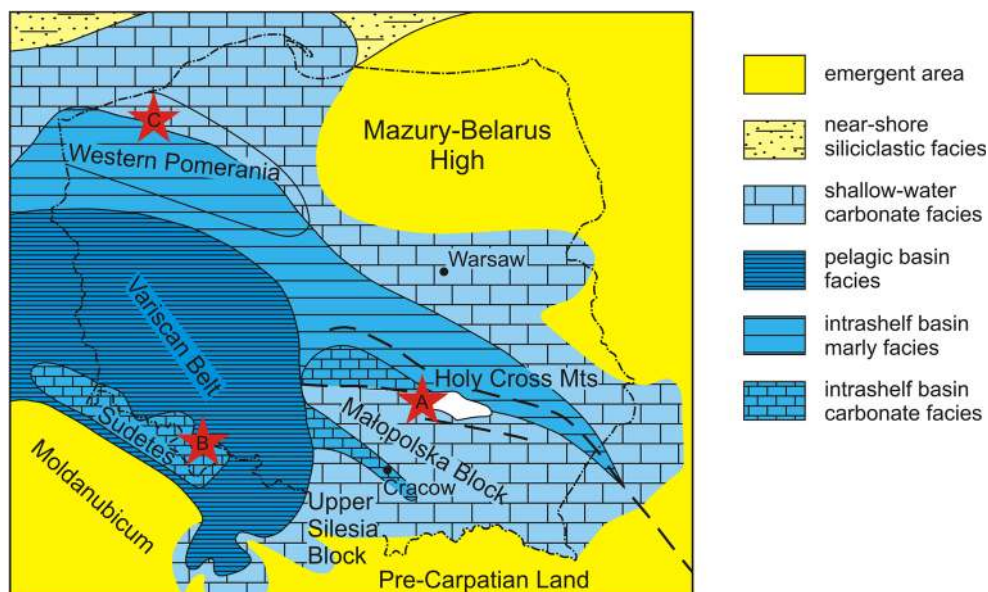 C
Mazury-Belarus
High
Western Pomerania
Warsaw
Variscan Belt
Holy Cross Mts
A
Małopolska Block
Sudetes
B
Cracow
Moldanubicum
Upper
Silesia
Block
Pre-Carpatian Land
emergent area
near-shore
siliciclastic facies
shallow-water
carbonate facies
pelagic basin
facies
intrashelf basin
marly facies
intrashelf basin
carbonate facies